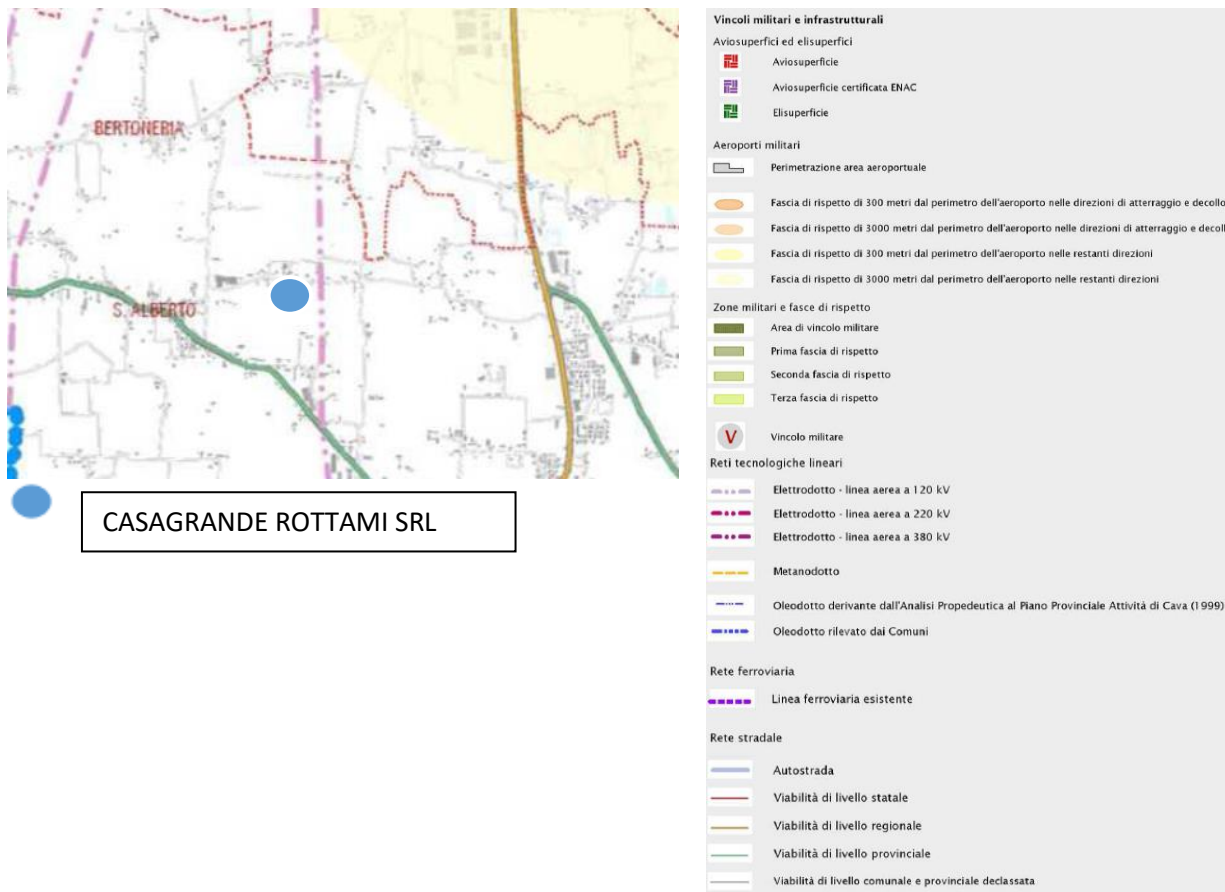 BERTONERIA
S. ALBERTO
CASAGRANDE ROTTAMI SRL
Vincoli militari e infrastrutturali
Aviosuperfici ed elisuperfici
Aviosuperficie
Aviosuperficie certificata ENAC
Elisuperficie
Aeroporti militari
Perimetrazione area aeroportuale
Fascia di rispetto di 300 metri dal perimetro dell'aeroporto nelle direzioni di atterraggio e decollo
Fascia di rispetto di 3000 metri dal perimetro dell'aeroporto nelle direzioni di atterraggio e decoll
Fascia di rispetto di 300 metri dal perimetro dell'aeroporto nelle restanti direzioni
Fascia di rispetto di 3000 metri dal perimetro dell'aeroporto nelle restanti direzioni
Zone militari e fasce di rispetto
Area di vincolo militare
Prima fascia di rispetto
Seconda fascia di rispetto
Terza fascia di rispetto
V Vincolo militare
Reti tecnologiche lineari
Elettrodotto - linea aerea a 120 kV
Elettrodotto - linea aerea a 220 kV
Elettrodotto - linea aerea a 380 kV
Metanodotto
Oleodotto derivante dall'Analisi Propedeutica al Piano Provinciale Attività di Cava (1999)
Oleodotto rilevato dai Comuni
Rete ferroviaria
Linea ferroviaria esistente
Rete stradale
Autostrada
Viabilità di livello statale
Viabilità di livello regionale
Viabilità di livello provinciale
Viabilità di livello comunale e provinciale declassata